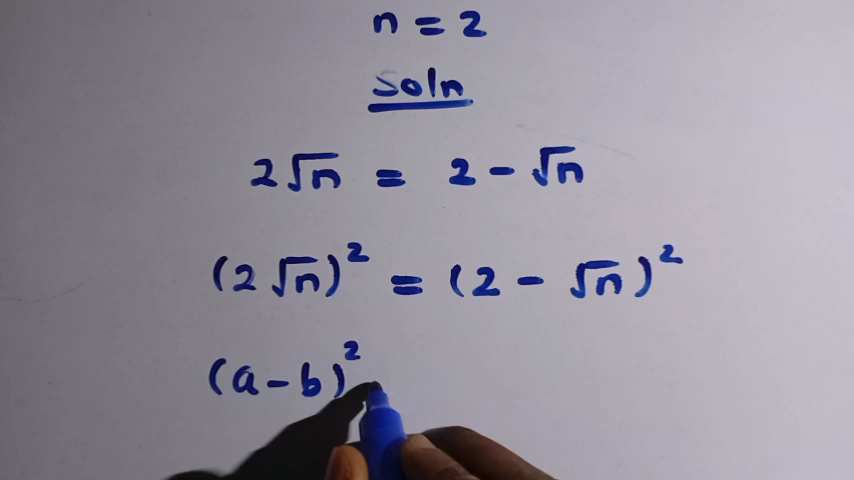 n = 2
Soln
2√n = 2 - √n
(2√n)² = (2 - √n)²
(a - b)²